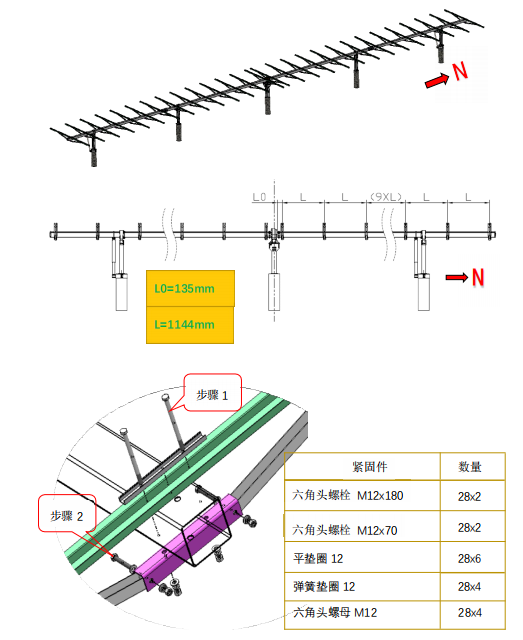 N
L0 L L (9XL) L L
N
L0=135mm
L=1144mm
步骤 1
步骤 2
紧固件 数量
六角头螺栓 M12x180 28x2
六角头螺栓 M12x70 28x2
平垫圈 12 28x6
弹簧垫圈 12 28x4
六角头螺母 M12 28x4